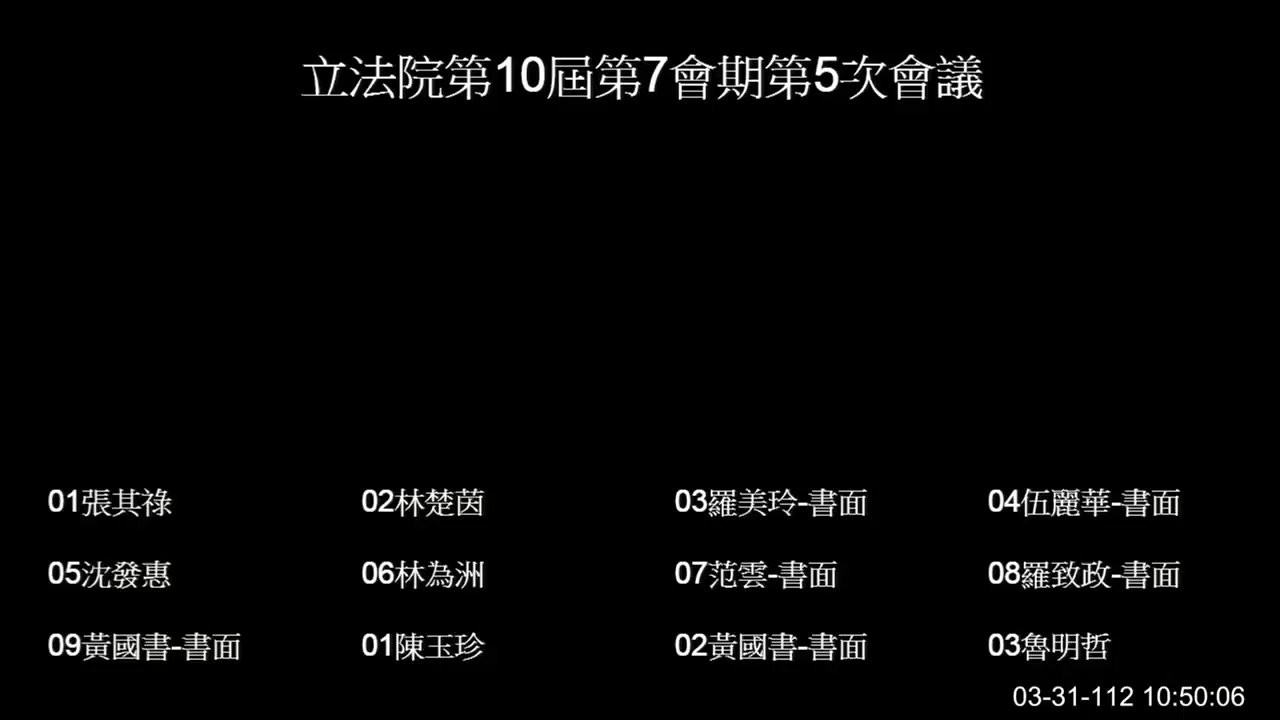 立法院第10屆第7會期第5次會議
01張其祿 02林楚茵 03羅美玲-書面 04伍麗華-書面
05沈發惠 06林為洲 07范雲-書面 08羅致政-書面
09黃國書-書面 01陳玉珍 02黃國書-書面 03魯明哲
03-31-112 10:50:06